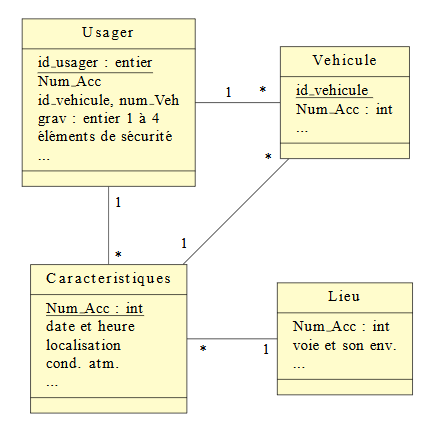 Usager
id_usager : entier
Num_Acc
id_vehicule, num_Veh
grav : entier 1 à 4
éléments de sécurité
...
1
*
Vehicule
id_vehicule
Num_Acc : int
...
*
1
*
1
Caracteristiques
Num_Acc : int
date et heure
localisation
cond. atm.
...
*
1
Lieu
Num_Acc : int
voie et son env.
...